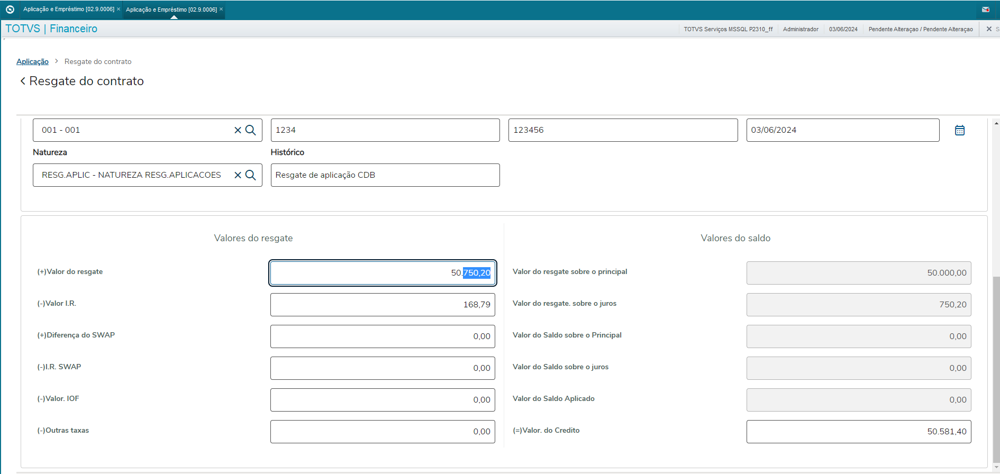 Aplicação e Empréstimo [02.9.0006] × Aplicação e Empréstimo [02.9.0006] ×
TOTVS | Financeiro
TOTVS Serviços MSSQL P2310_ff Administrador 03/06/2024 Pendente Alteraçao / Pendente Alteraçao × S
Aplicação > Resgate do contrato
< Resgate do contrato
001 - 001
1234
123456
03/06/2024
Natureza
Histórico
RESG.APLIC - NATUREZA RESG.APLICACOES
Resgate de aplicação CDB
Valores do resgate
(+)Valor do resgate 50.750,20
(-)Valor I.R. 168,79
(+)Diferença do SWAP 0,00
(-)I.R. SWAP 0,00
(-)Valor. IOF 0,00
(-)Outras taxas 0,00
Valores do saldo
Valor do resgate sobre o principal 50.000,00
Valor do resgate. sobre o juros 750,20
Valor do Saldo sobre o Principal 0,00
Valor do Saldo sobre o juros 0,00
Valor do Saldo Aplicado 0,00
(=)Valor. do Credito 50.581,40